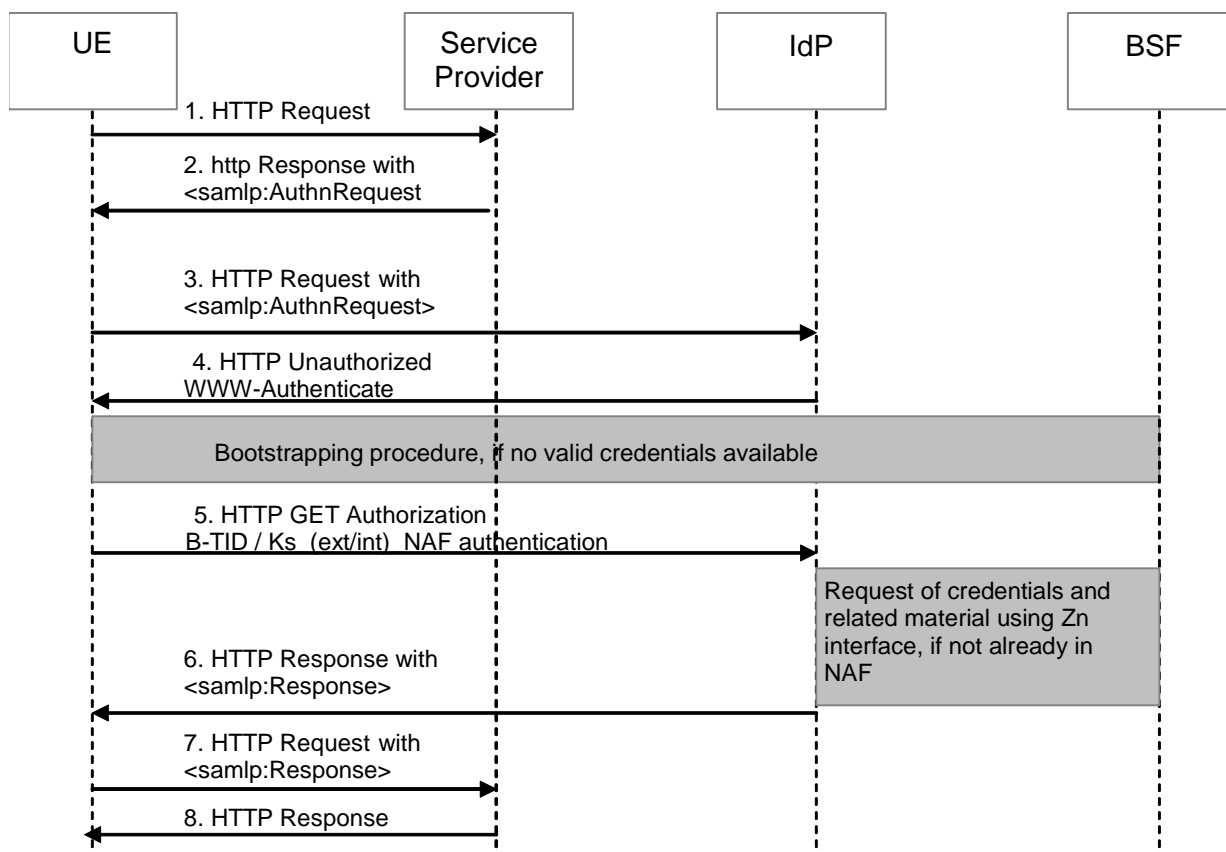 UE
Service
Provider
IdP
BSF
1. HTTP Request
2. http Response with
<samlp:AuthnRequest
3. HTTP Request with
<samlp:AuthnRequest>
4. HTTP Unauthorized
WWW-Authenticate
Bootstrapping procedure, if no valid credentials available
5. HTTP GET Authorization
B-TID / Ks_(ext/int)_NAF authentication
Request of credentials and
related material using Zn
interface, if not already in
NAF
6. HTTP Response with
<samlp:Response>
7. HTTP Request with
<samlp:Response>
8. HTTP Response